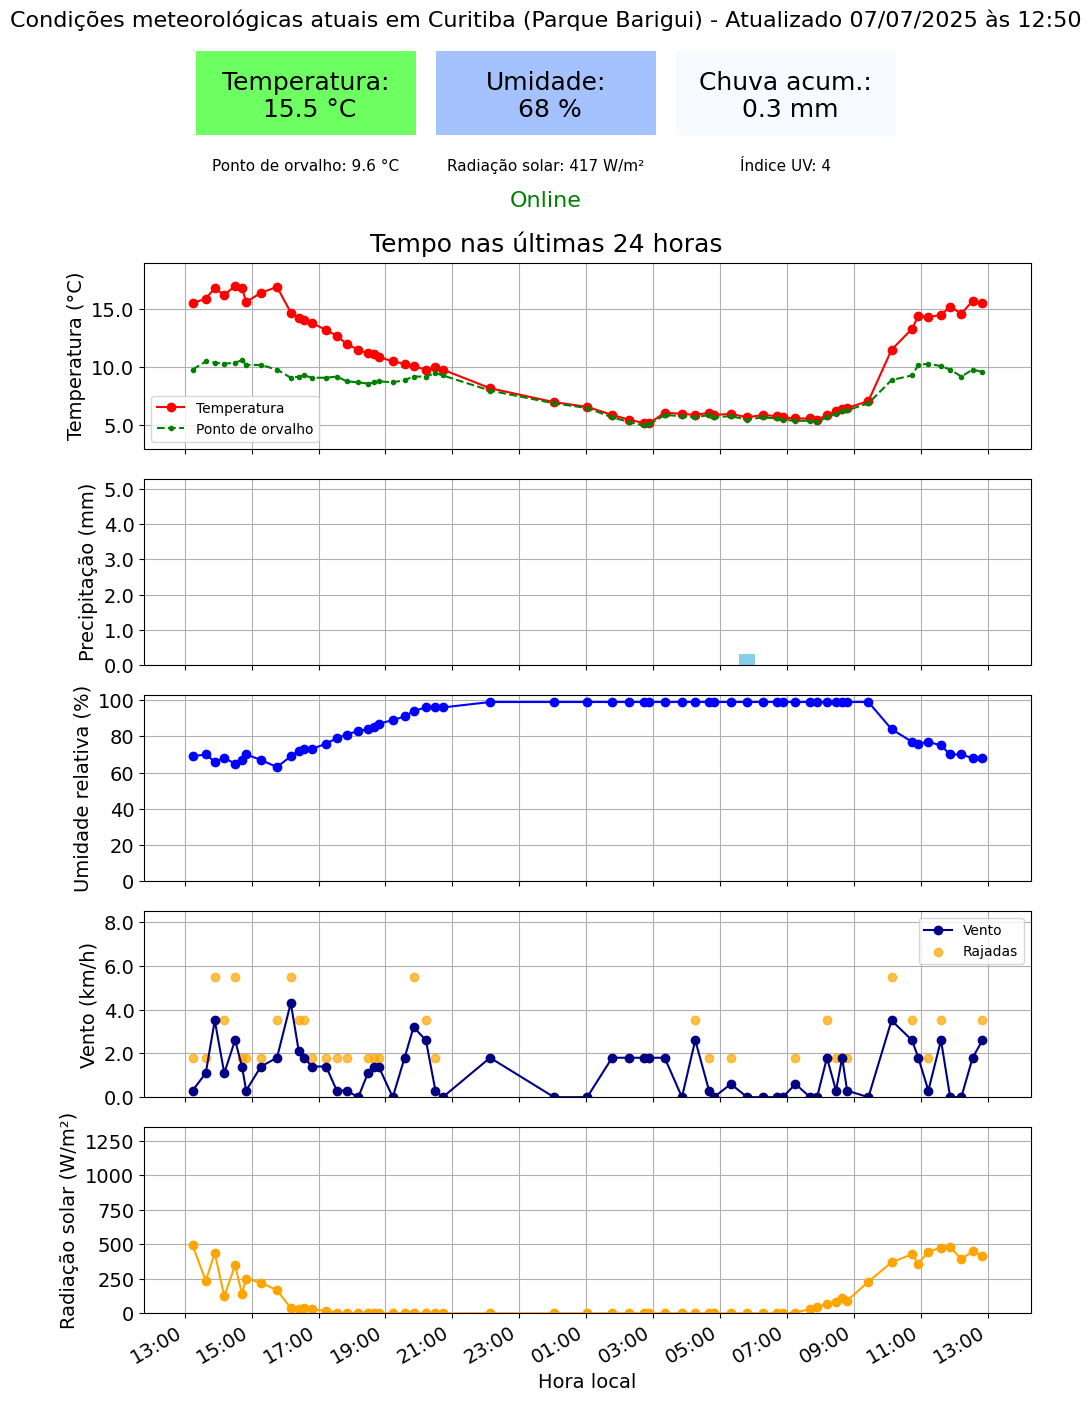 Condições meteorológicas atuais em Curitiba (Parque Barigui) - Atualizado 07/07/2025 às 12:50
Temperatura:
15.5 °C
Umidade:
68 %
Chuva acum.:
0.3 mm
Ponto de orvalho: 9.6 °C
Radiação solar: 417 W/m²
Índice UV: 4
Online
Tempo nas últimas 24 horas
Temperatura (°C)
15.0
10.0
5.0
Temperatura
Ponto de orvalho
Precipitação (mm)
5.0
4.0
3.0
2.0
1.0
0.0
Umidade relativa (%)
100
80
60
40
20
0
Vento (km/h)
8.0
6.0
4.0
2.0
0.0
Vento
Rajadas
Radiação solar (W/m²)
1250
1000
750
500
250
0
13:00
15:00
17:00
19:00
21:00
23:00
01:00
03:00
05:00
07:00
09:00
11:00
13:00
Hora local